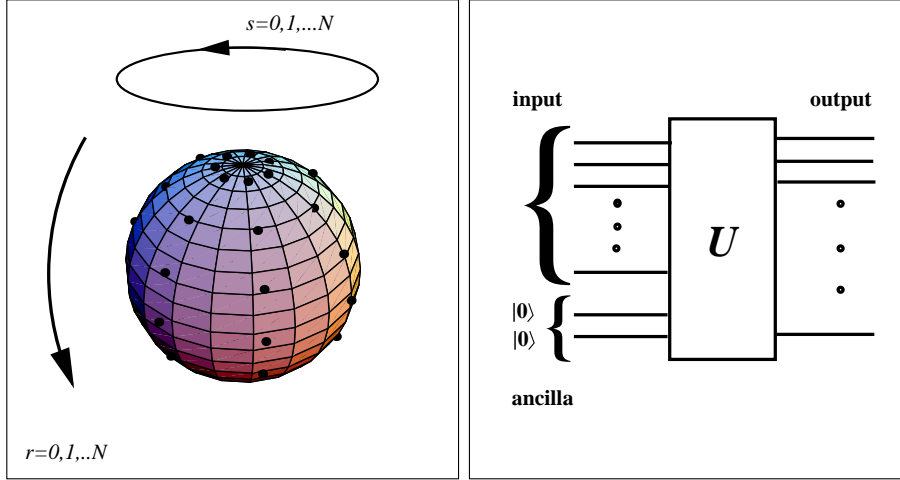 s=0,1,...N
r=0,1,..N
input
output
U
|0⟩
|0⟩
ancilla